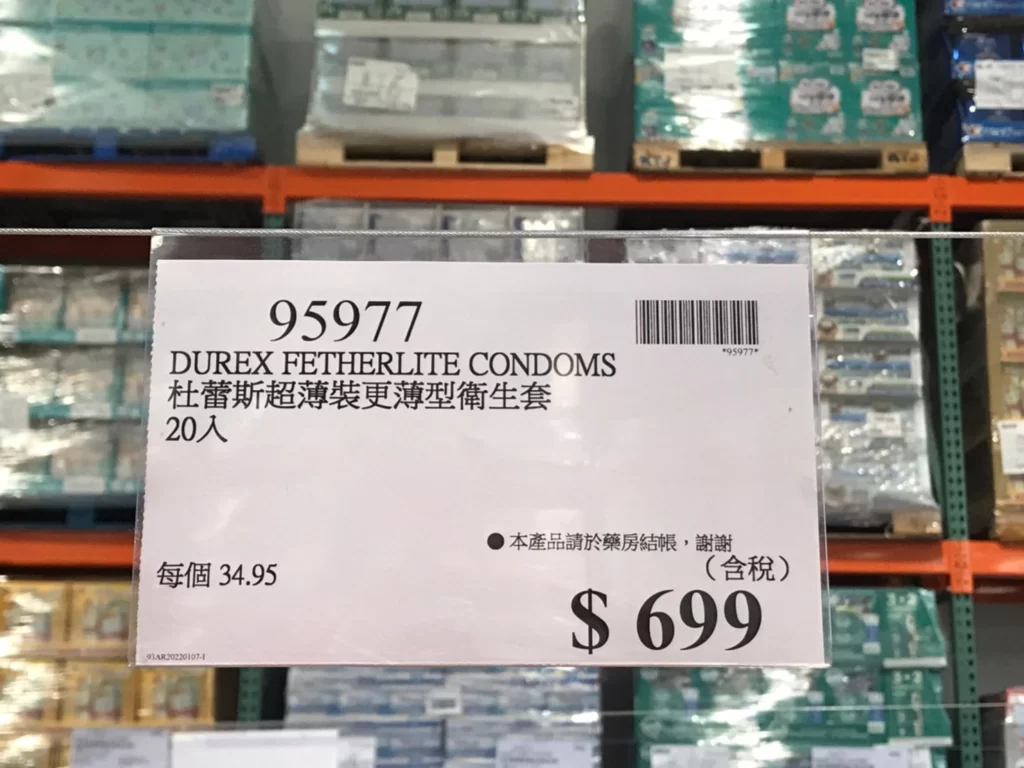 95977
*95977*
DUREX FETHERLITE CONDOMS
杜蕾斯超薄裝更薄型衛生套
20入
●本產品請於藥房結帳，謝謝
每個 34.95
（含稅）
$ 699
93AR20220107-1